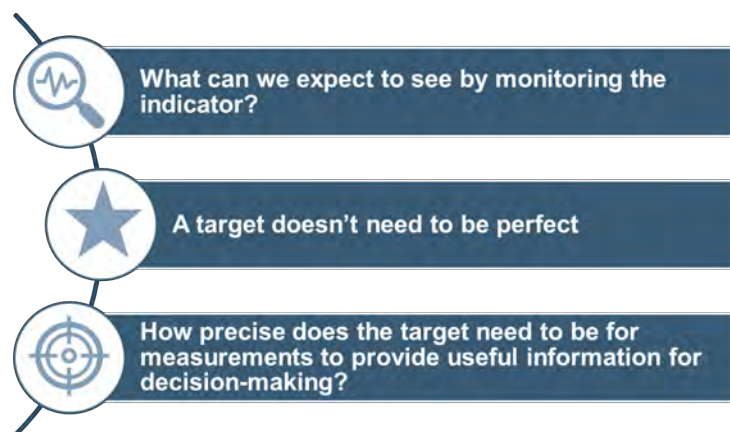 What can we expect to see by monitoring the
indicator?
A target doesn't need to be perfect
How precise does the target need to be for
measurements to provide useful information for
decision-making?